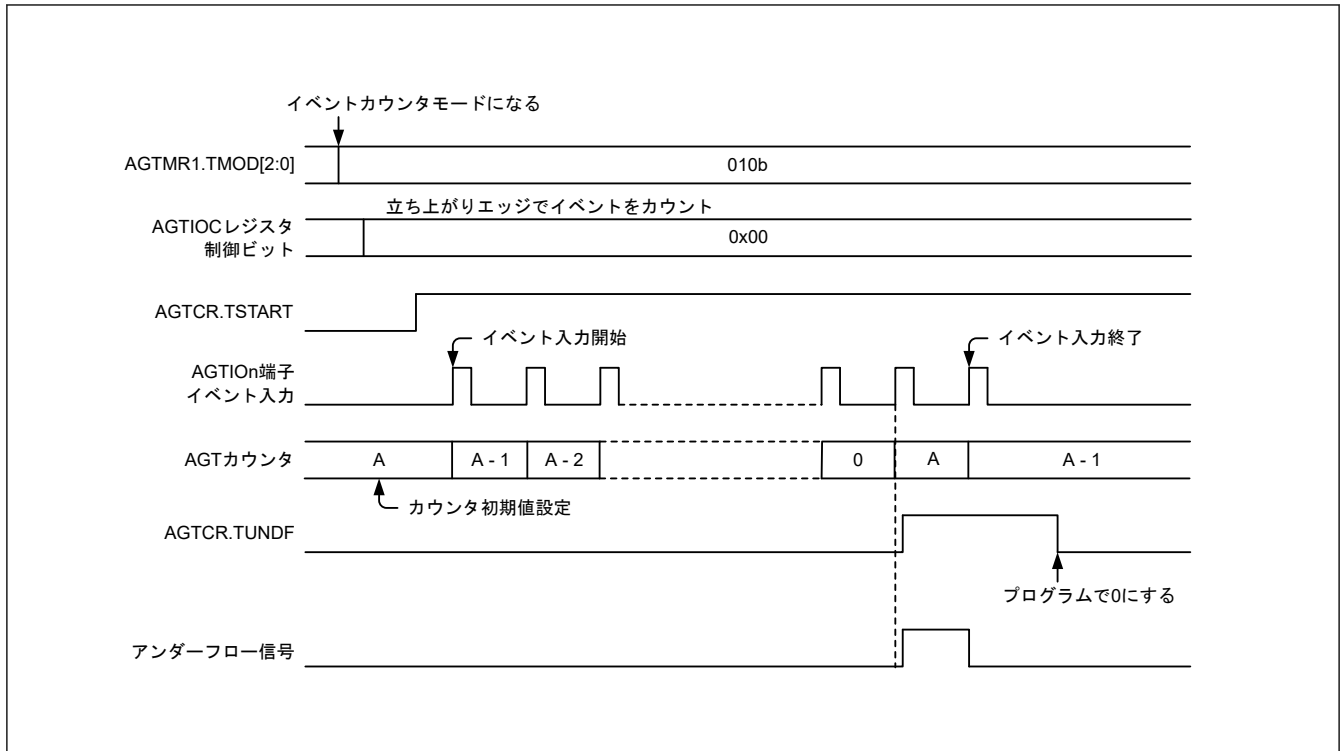 イベントカウンタモードになる
AGTMR1.TMOD[2:0]
010b
立ち上がりエッジでイベントをカウント
AGTIOCレジスタ
制御ビット
0x00
AGTCR.TSTART
イベント入力開始
イベント入力終了
AGTIOn端子
イベント入力
AGTカウンタ
A
A - 1
A - 2
0
A
A - 1
カウンタ初期値設定
AGTCR.TUNDF
プログラムで0にする
アンダーフロー信号